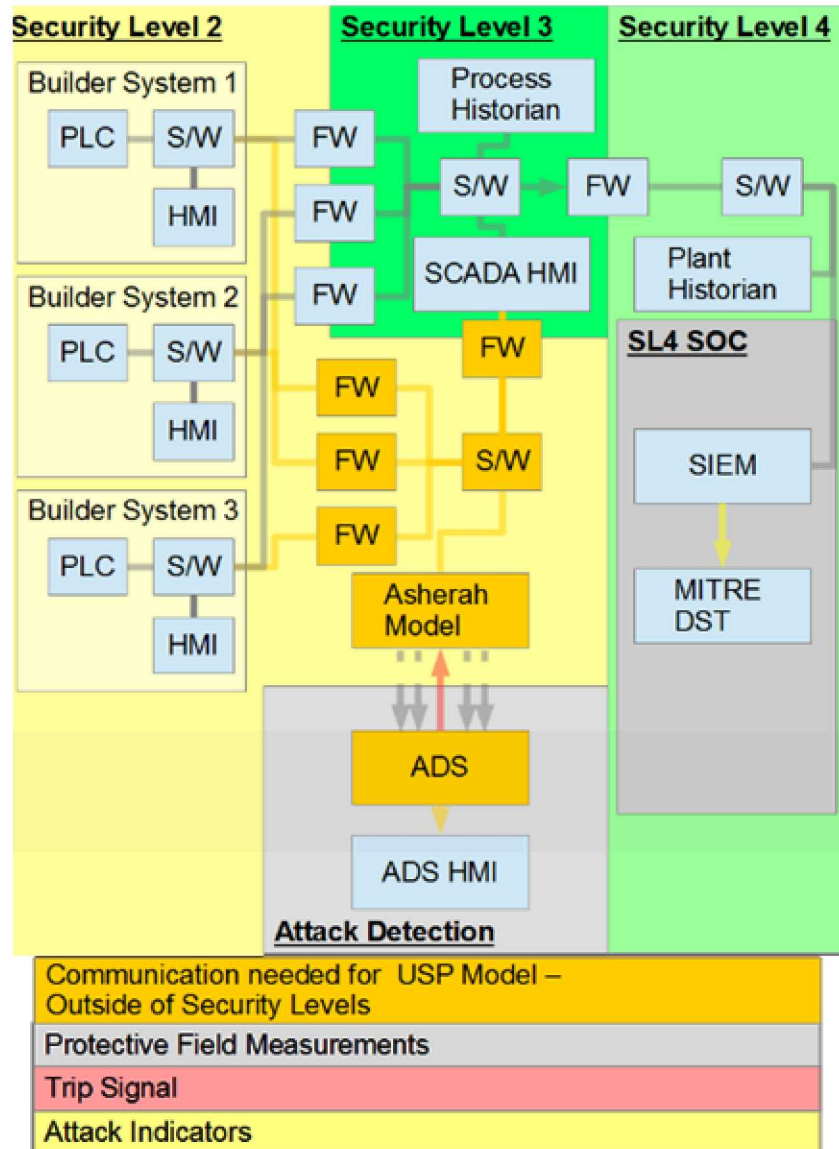 Security Level 2
Security Level 3
Security Level 4
Builder System 1
PLC
S/W
HMI
FW
FW
FW
Process
Historian
S/W
FW
S/W
SCADA HMI
Plant
Historian
Builder System 2
PLC
S/W
HMI
FW
FW
FW
FW
S/W
SL4 SOC
SIEM
MITRE
DST
Builder System 3
PLC
S/W
HMI
Asherah
Model
ADS
ADS HMI
Attack Detection
Communication needed for USP Model –
Outside of Security Levels
Protective Field Measurements
Trip Signal
Attack Indicators